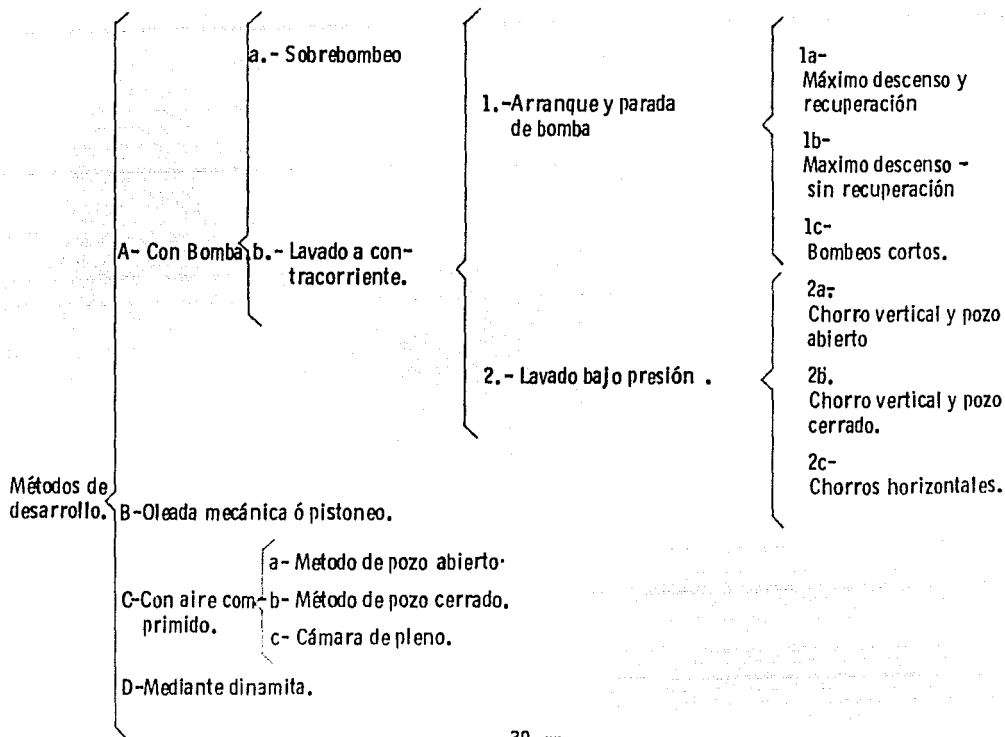 a.- Sobrebombeo
1.-Arranque y parada
de bomba
1a-
Máximo descenso y
recuperación
1b-
Maximo descenso -
sin recuperación
1c-
Bombeos cortos.
A- Con Bomba
b.- Lavado a con-
tracorriente.
2.- Lavado bajo presión .
2a-
Chorro vertical y pozo
abierto
2b.
Chorro vertical y pozo
cerrado.
2c-
Chorros horizontales.
Métodos de
desarrollo.
B-Oleada mecánica ó pistoneo.
C-Con aire com-
primido.
a- Metodo de pozo abierto.
b- Método de pozo cerrado.
c- Cámara de pleno.
D-Mediante dinamita.